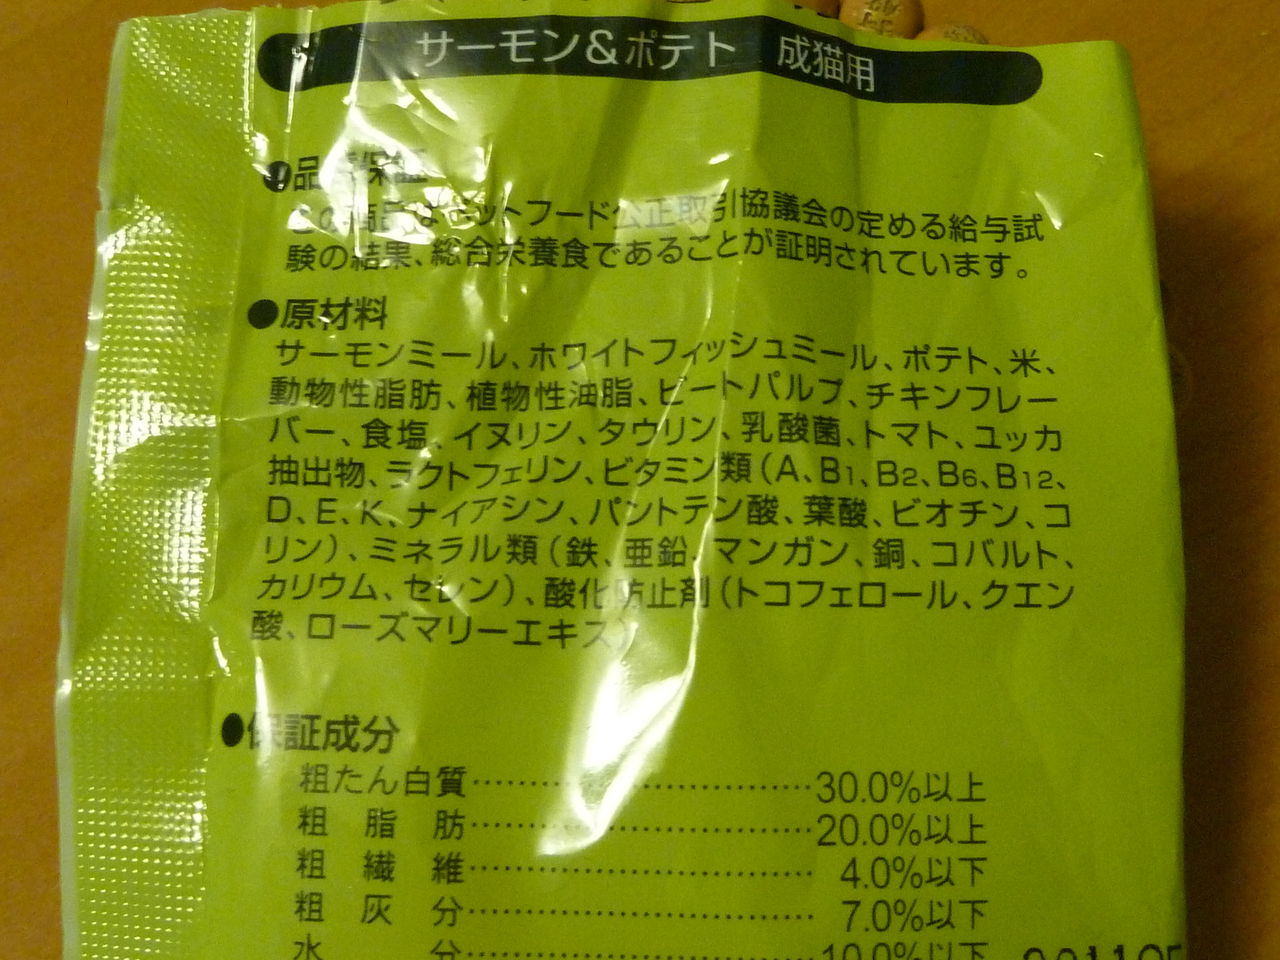 サーモン&ポテト 成猫用
●品 保証
この商品はペットフード公正取引協議会の定める給与試
験の結果、総合栄養食であることが証明されています。
●原材料
サーモンミール、ホワイトフィッシュミール、ポテト、米、
動物性脂肪、植物性油脂、ビートパルプ、チキンフレー
バー、食塩、イヌリン、タウリン、乳酸菌、トマト、ユッカ
抽出物、ラクトフェリン、ビタミン類（A、B1、B2、B6、B12、
D、E、K、ナイアシン、パントテン酸、葉酸、ビオチン、コ
リン）、ミネラル類（鉄、亜鉛、マンガン、銅、コバルト、
カリウム、セレン）、酸化防止剤（トコフェロール、クエン
酸、ローズマリーエキス）
●保証成分
粗たん白質‥‥‥‥‥‥‥‥‥‥30.0%以上
粗脂肪‥‥‥‥‥‥‥‥‥‥20.0%以上
粗繊維‥‥‥‥‥‥‥‥‥‥4.0%以下
粗灰分‥‥‥‥‥‥‥‥‥‥7.0%以下
水分‥‥‥‥‥‥‥‥‥‥10.0%以下